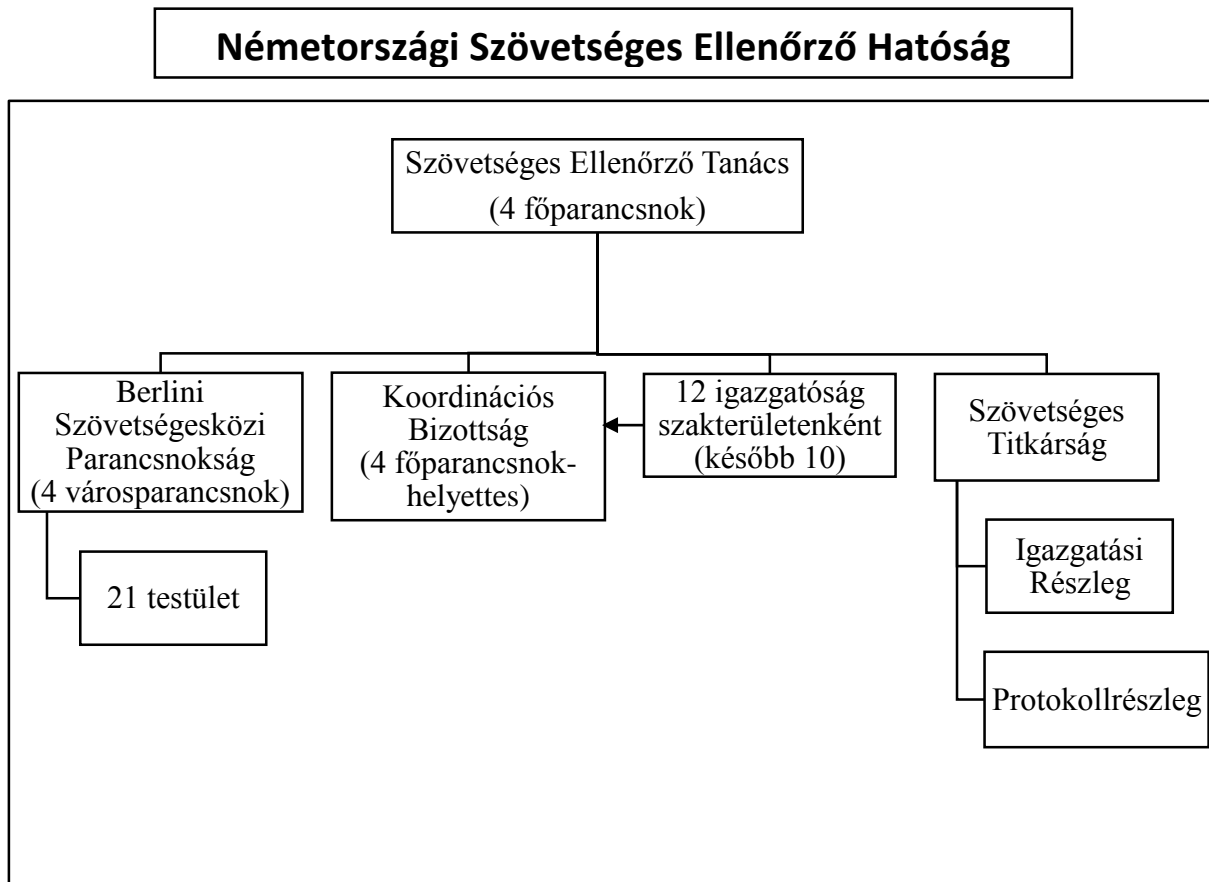 Németországi Szövetséges Ellenőrző Hatóság
Szövetséges Ellenőrző Tanács
(4 főparancsnok)
Berlini
Szövetségesközi
Parancsnokság
(4 városparancsnok)
Koordinációs
Bizottság
(4 főparancsnok-
helyettes)
12 igazgatóság
szakterületenként
(később 10)
Szövetséges
Titkárság
21 testület
Igazgatási
Részleg
Protokollrészleg